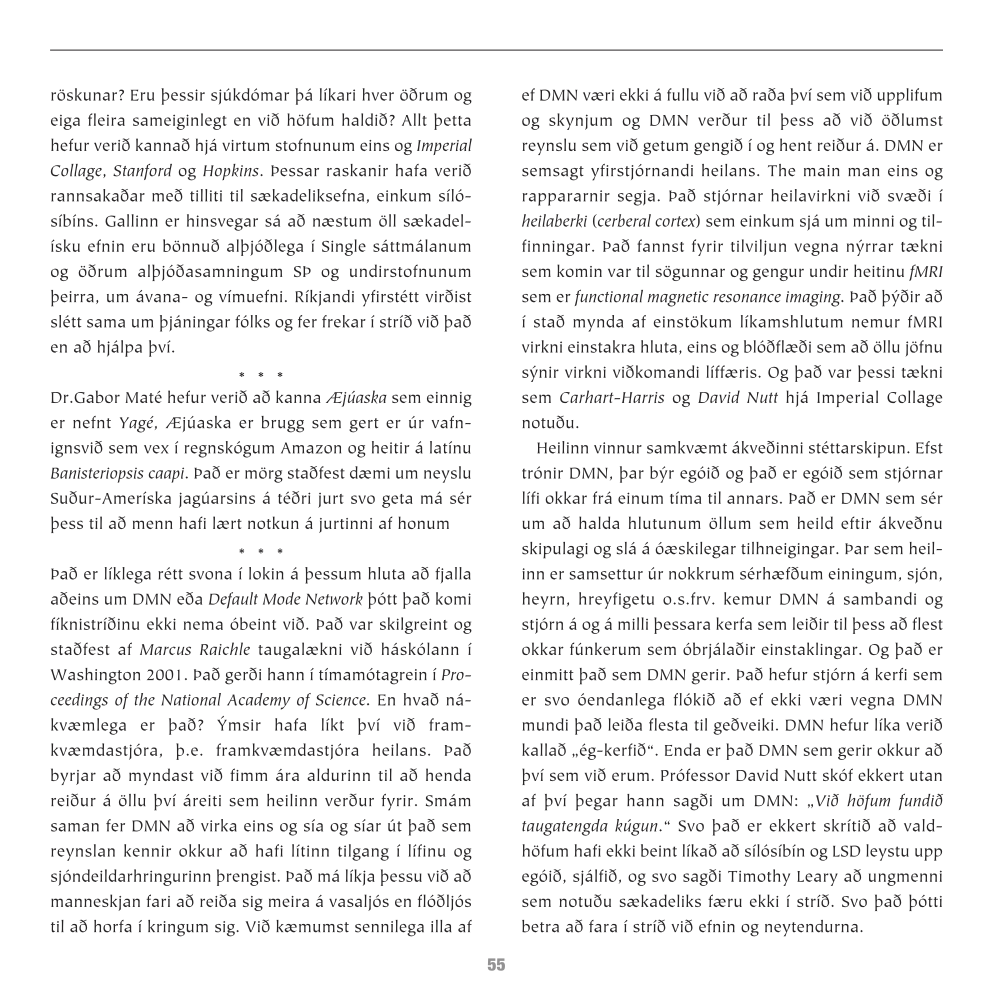 röskunar? Eru þessir sjúkdómar þá líkari hver öðrum og
eiga fleira sameiginlegt en við höfum haldið? Allt þetta
hefur verið kannað hjá virtum stofnunum eins og Imperial
Collage, Stanford og Hopkins. Þessar raskanir hafa verið
rannsakaðar með tilliti til sækadeliksefna, einkum síló-
síbíns. Gallinn er hinsvegar sá að næstum öll sækadel-
ísku efnin eru bönnuð alþjóðlega í Single sáttmálanum
og öðrum alþjóðasamningum SÞ og undirstofnunum
þeirra, um ávana- og vímuefni. Ríkjandi yfirstétt virðist
slétt sama um þjáningar fólks og fer frekar í stríð við það
en að hjálpa því.
* * *
Dr.Gabor Maté hefur verið að kanna Æjúaska sem einnig
er nefnt Yagé, Æjúaska er brugg sem gert er úr vafn-
ignsvið sem vex í regnskógum Amazon og heitir á latínu
Banisteriopsis caapi. Það er mörg staðfest dæmi um neyslu
Suður-Ameríska jagúarsins á téðri jurt svo geta má sér
þess til að menn hafi lært notkun á jurtinni af honum
* * *
Það er líklega rétt svona í lokin á þessum hluta að fjalla
aðeins um DMN eða Default Mode Network þótt það komi
fíknistríðinu ekki nema óbeint við. Það var skilgreint og
staðfest af Marcus Raichle taugalækni við háskólann í
Washington 2001. Það gerði hann í tímamótagrein í Pro-
ceedings of the National Academy of Science. En hvað ná-
kvæmlega er það? Ýmsir hafa líkt því við fram-
kvæmdastjóra, þ.e. framkvæmdastjóra heilans. Það
byrjar að myndast við fimm ára aldurinn til að henda
reiður á öllu því áreiti sem heilinn verður fyrir. Smám
saman fer DMN að virka eins og sía og síar út það sem
reynslan kennir okkur að hafi lítinn tilgang í lífinu og
sjóndeildarhringurinn þrengist. Það má líkja þessu við að
manneskjan fari að reiða sig meira á vasaljós en flóðljós
til að horfa í kringum sig. Við kæmumst sennilega illa af
ef DMN væri ekki á fullu við að raða því sem við upplifum
og skynjum og DMN verður til þess að við öðlumst
reynslu sem við getum gengið í og hent reiður á. DMN er
semsagt yfirstjórnandi heilans. The main man eins og
rappararnir segja. Það stjórnar heilavirkni við svæði í
heilaberki (cerberal cortex) sem einkum sjá um minni og til-
finningar. Það fannst fyrir tilviljun vegna nýrrar tækni
sem komin var til sögunnar og gengur undir heitinu fMRI
sem er functional magnetic resonance imaging. Það þýðir að
í stað mynda af einstökum líkamshlutum nemur fMRI
virkni einstakra hluta, eins og blóðflæði sem að öllu jöfnu
sýnir virkni viðkomandi líffæris. Og það var þessi tækni
sem Carhart-Harris og David Nutt hjá Imperial Collage
notuðu.
Heilinn vinnur samkvæmt ákveðinni stéttarskipun. Efst
trónir DMN, þar býr egóið og það er egóið sem stjórnar
lífi okkar frá einum tíma til annars. Það er DMN sem sér
um að halda hlutunum öllum sem heild eftir ákveðnu
skipulagi og slá á óæskilegar tilhneigingar. Þar sem heil-
inn er samsettur úr nokkrum sérhæfðum einingum, sjón,
heyrn, hreyfigetu o.s.frv. kemur DMN á sambandi og
stjórn á og á milli þessara kerfa sem leiðir til þess að flest
okkar fúnkerum sem óbrjálaðir einstaklingar. Og það er
einmitt það sem DMN gerir. Það hefur stjórn á kerfi sem
er svo óendanlega flókið að ef ekki væri vegna DMN
mundi það leiða flesta til geðveiki. DMN hefur líka verið
kallað „ég-kerfið“. Enda er það DMN sem gerir okkur að
því sem við erum. Prófessor David Nutt skóf ekkert utan
af því þegar hann sagði um DMN: „Við höfum fundið
taugatengda kúgun.“ Svo það er ekkert skrítið að vald-
höfum hafi ekki beint líkað að sílósíbín og LSD leystu upp
egóið, sjálfið, og svo sagði Timothy Leary að ungmenni
sem notuðu sækadeliks færu ekki í stríð. Svo það þótti
betra að fara í stríð við efnin og neytendurna.
55